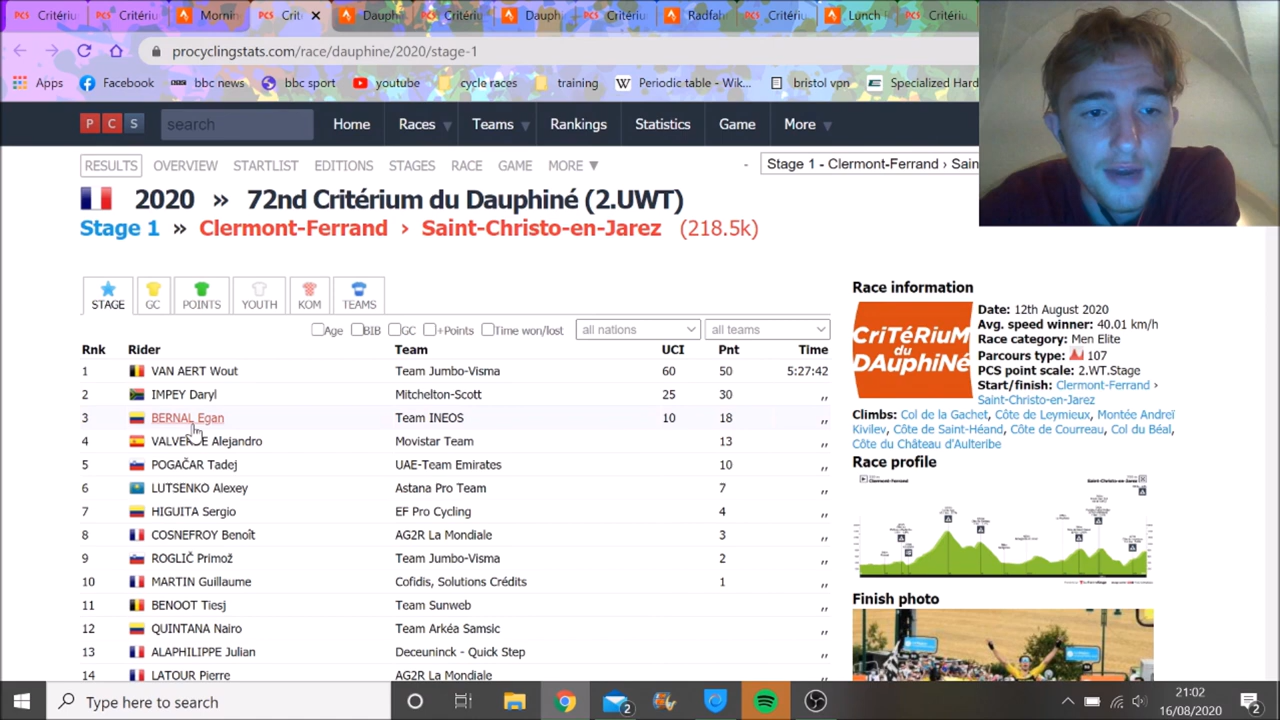 Critériu
Critériu
Mornin
Crité
Dauph
Critériu
Dauph
Critériu
Radfah
Critériu
Lunch R
Critériu
procyclingstats.com/race/dauphine/2020/stage-1
Apps Facebook bbc news bbc sport youtube cycle races training Periodic table - Wik... bristol vpn Specialized Hard
P C S search Home Races Teams Rankings Statistics Game More
RESULTS OVERVIEW STARTLIST EDITIONS STAGES RACE GAME MORE ▼ - Stage 1 - Clermont-Ferrand › Sain
2020 » 72nd Critérium du Dauphiné (2.UWT)
Stage 1 » Clermont-Ferrand › Saint-Christo-en-Jarez (218.5k)
STAGE GC POINTS YOUTH KOM TEAMS
Age BIB GC +Points Time won/lost all nations all teams
Rnk Rider Team UCI Pnt Time
1 VAN AERT Wout Team Jumbo-Visma 60 50 5:27:42
2 IMPEY Daryl Mitchelton-Scott 25 30 ,,
3 BERNAL Egan Team INEOS 10 18 ,,
4 VALVERDE Alejandro Movistar Team 13 ,,
5 POGAČAR Tadej UAE-Team Emirates 10 ,,
6 LUTSENKO Alexey Astana Pro Team 7 ,,
7 HIGUITA Sergio EF Pro Cycling 4 ,,
8 COSNEFROY Benoît AG2R La Mondiale 3 ,,
9 ROGLIČ Primož Team Jumbo-Visma 2 ,,
10 MARTIN Guillaume Cofidis, Solutions Crédits 1 ,,
11 BENOOT Tiesj Team Sunweb ,,
12 QUINTANA Nairo Team Arkéa Samsic ,,
13 ALAPHILIPPE Julian Deceuninck - Quick Step ,,
14 LATOUR Pierre AG2R La Mondiale ,,
Race information
CRiTéRiuM
du
DAuphiNé
Date: 12th August 2020
Avg. speed winner: 40.01 km/h
Race category: Men Elite
Parcours type: 107
PCS point scale: 2.WT.Stage
Start/finish: Clermont-Ferrand ›
Saint-Christo-en-Jarez
Climbs: Col de la Gachet, Côte de Leymieux, Montée Andreï
Kivilev, Côte de Saint-Héand, Côte de Courreau, Col du Béal,
Côte du Château d'Aulteribe
Race profile
Clermont-Ferrand
Saint-Christo-en-Jarez
Finish photo
Type here to search
2
21:02
16/08/2020
2